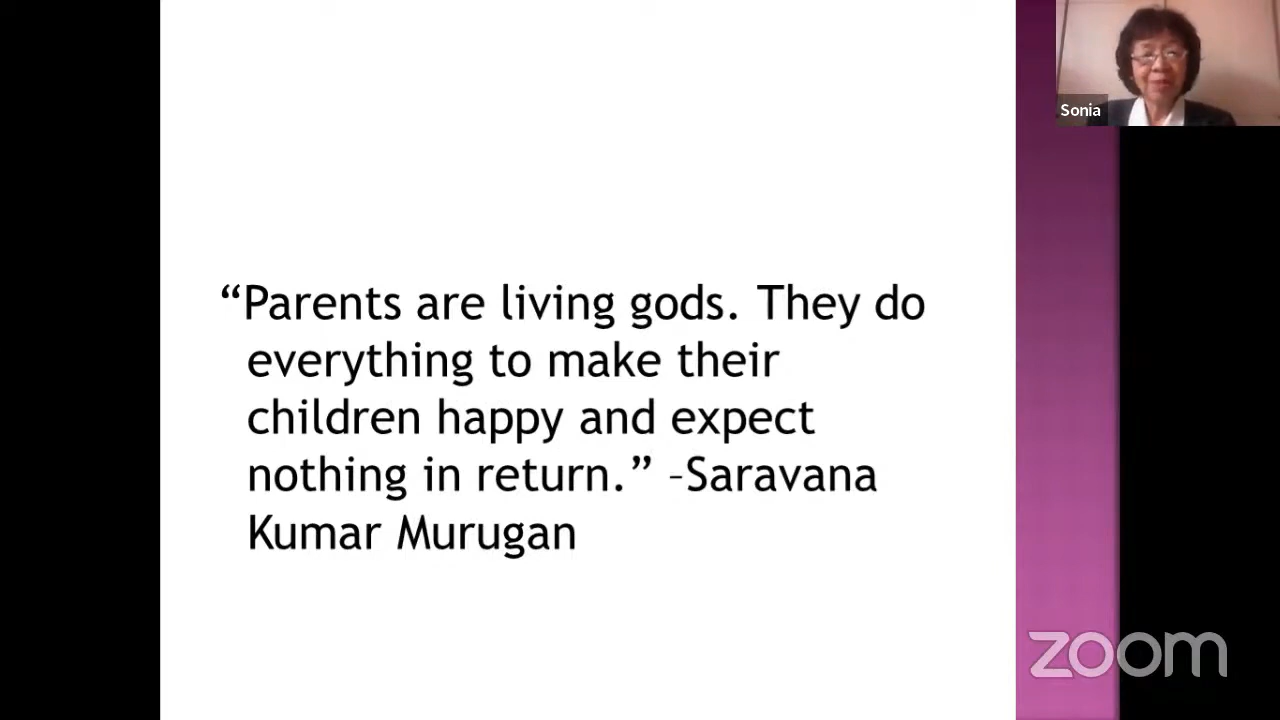 Sonia
“Parents are living gods. They do
everything to make their
children happy and expect
nothing in return.” –Saravana
Kumar Murugan
zoom